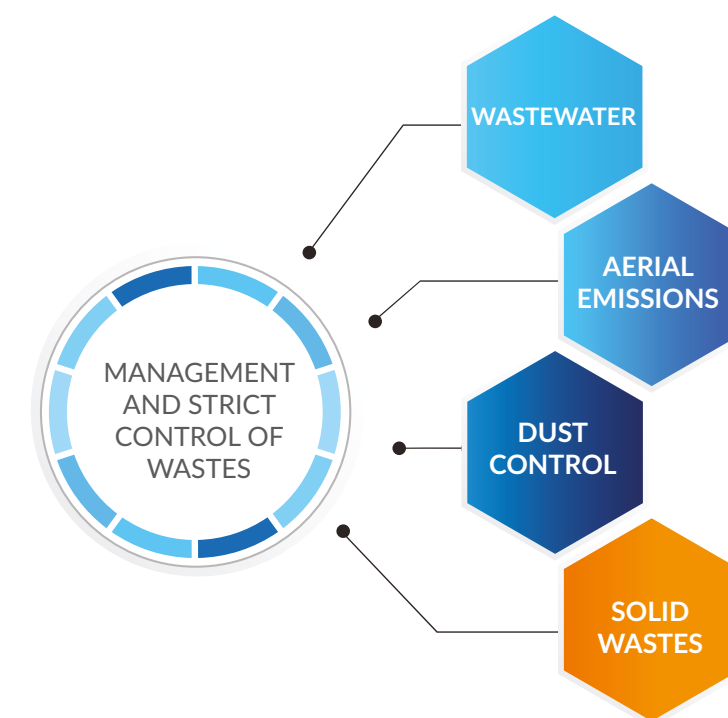 MANAGEMENT
AND STRICT
CONTROL OF
WASTES
WASTEWATER
AERIAL
EMISSIONS
DUST
CONTROL
SOLID
WASTES